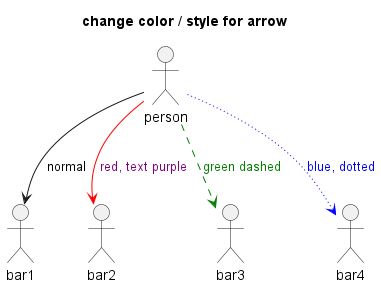 change color / style for arrow
person
normal
red, text purple
green dashed
blue, dotted
bar1
bar2
bar3
bar4